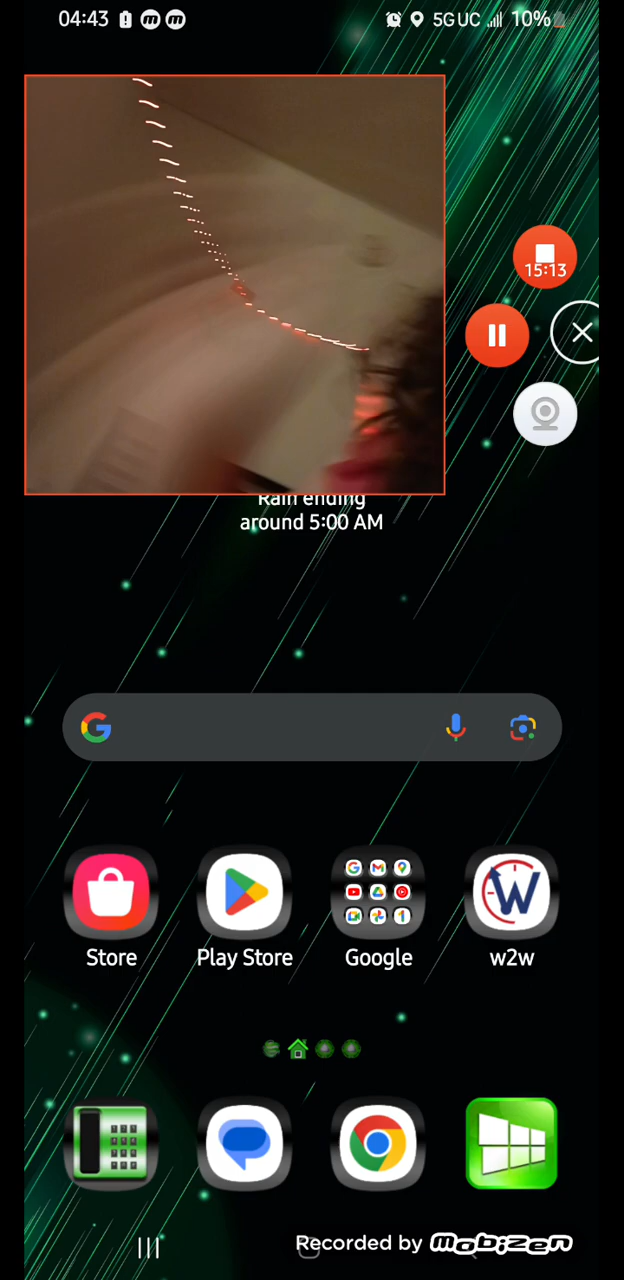 04:43 5G UC 10%
15:13
Rain ending
around 5:00 AM
Store Play Store Google w2w
Recorded by mobizen